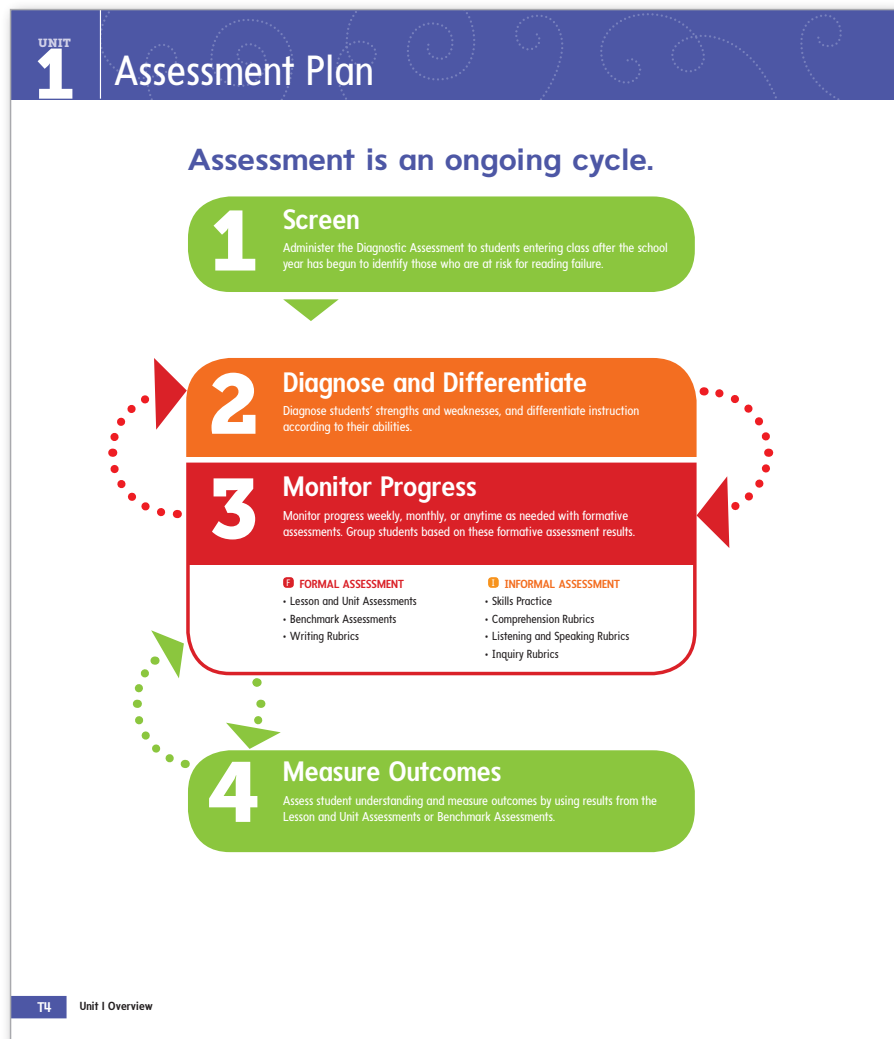 UNIT
1
Assessment Plan
Assessment is an ongoing cycle.
1
Screen
Administer the Diagnostic Assessment to students entering class after the school
year has begun to identify those who are at risk for reading failure.
2
Diagnose and Differentiate
Diagnose students' strengths and weaknesses, and differentiate instruction
according to their abilities.
3
Monitor Progress
Monitor progress weekly, monthly, or anytime as needed with formative
assessments. Group students based on these formative assessment results.
F FORMAL ASSESSMENT
• Lesson and Unit Assessments
• Benchmark Assessments
• Writing Rubrics
I INFORMAL ASSESSMENT
• Skills Practice
• Comprehension Rubrics
• Listening and Speaking Rubrics
• Inquiry Rubrics
4
Measure Outcomes
Assess student understanding and measure outcomes by using results from the
Lesson and Unit Assessments or Benchmark Assessments.
T4 Unit 1 Overview